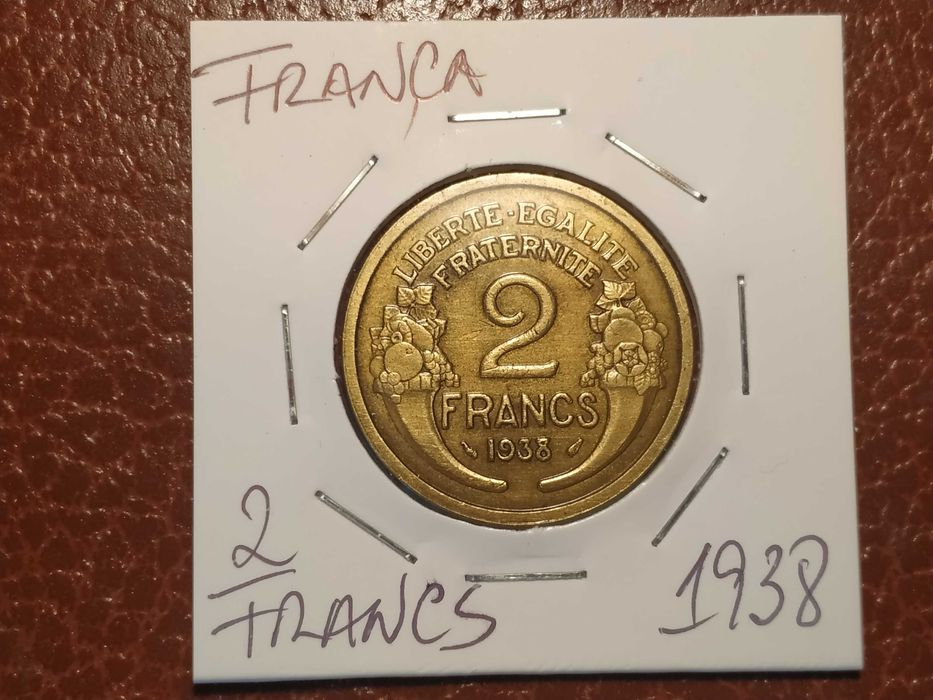 FRANÇA
LIBERTE·EGALITE
FRATERNITE
2
FRANCS
1938
2
FRANCS
1938